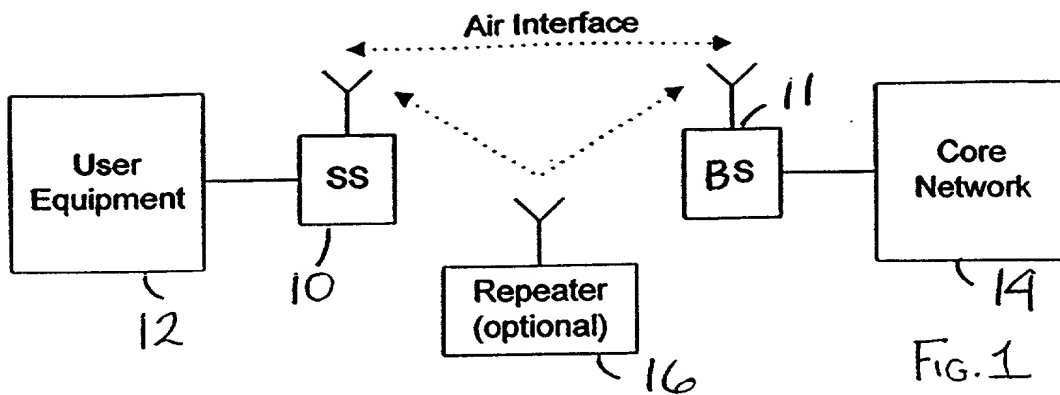 Air Interface
User
Equipment
SS
BS
11
Core
Network
10
12
Repeater
(optional)
16
14
FIG. 1